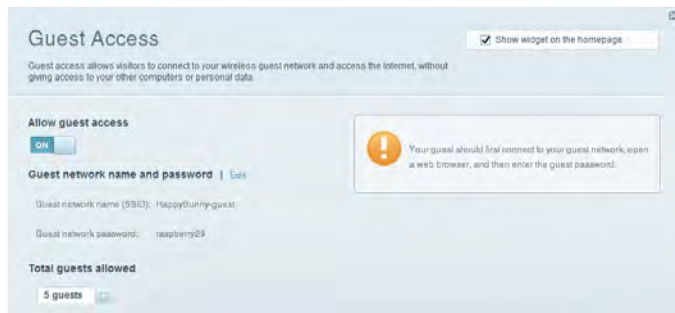 Guest Access
Show widget on the homepage
Guest access allows visitors to connect to your wireless guest network and access the Internet, without
giving access to your other computers or personal data.
Allow guest access
ON
Your guest should first connect to your guest network, open
a web browser, and then enter the guest password.
Guest network name and password | Edit
Guest network name (SSID): HappyBunny-guest
Guest network password: raspberry29
Total guests allowed
5 guests